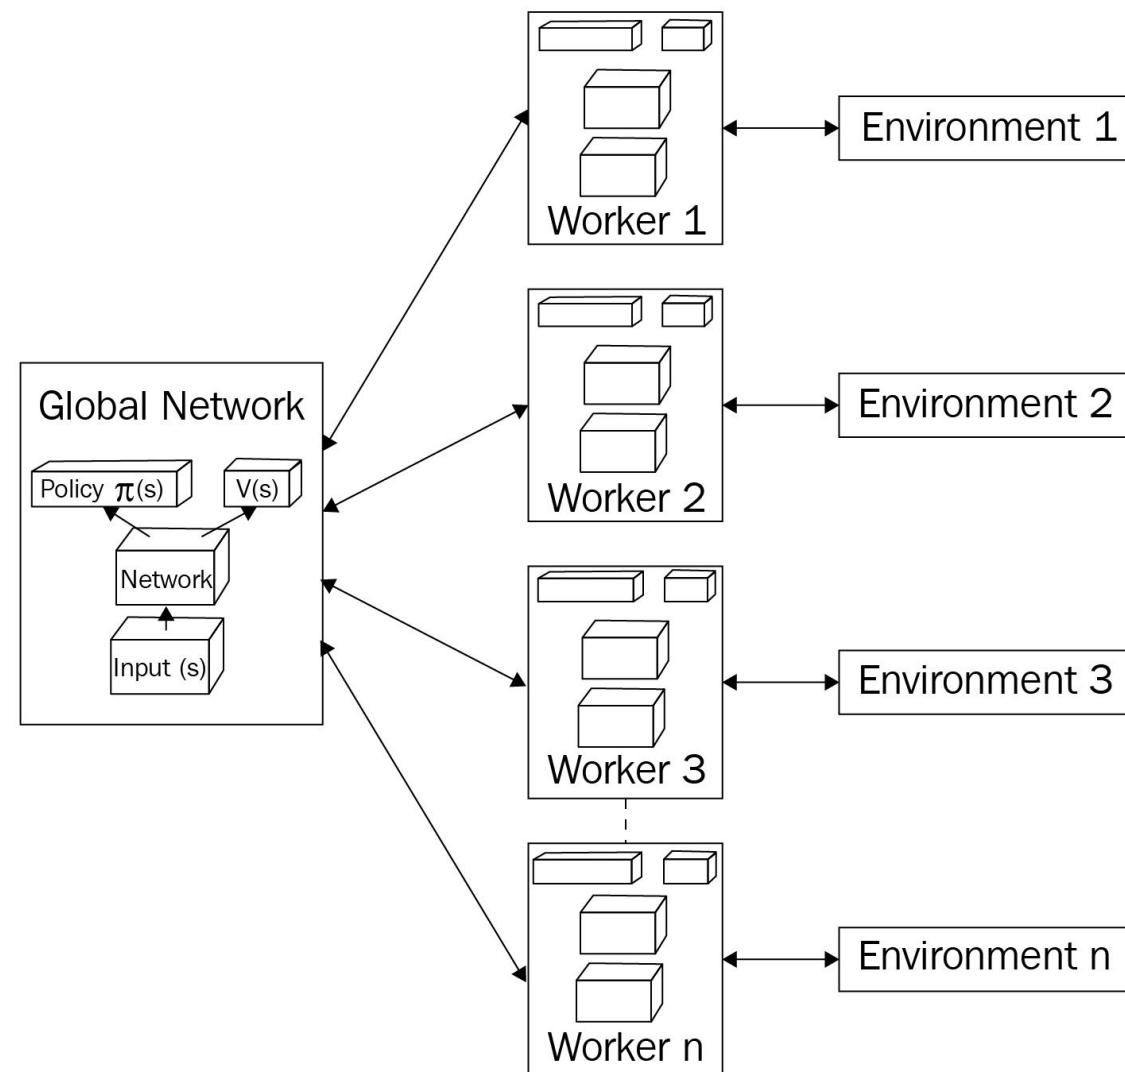 Global Network
Policy π(s)
V(s)
Network
Input (s)
Worker 1
Environment 1
Worker 2
Environment 2
Worker 3
Environment 3
Worker n
Environment n